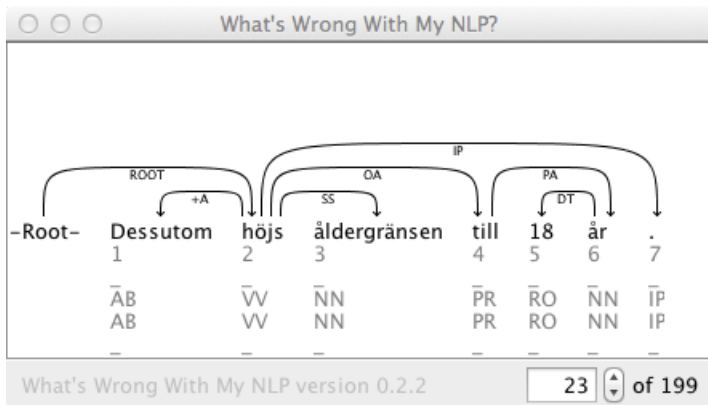 What's Wrong With My NLP?
IP
ROOT OA PA
+A SS DT
-Root- Dessutom höjs åldergränsen till 18 år .
1 2 3 4 5 6 7
_ _ _ _ _ _ _
AB VV NN PR RO NN IP
AB VV NN PR RO NN IP
_ _ _ _ _ _ _
What's Wrong With My NLP version 0.2.2 23 of 199